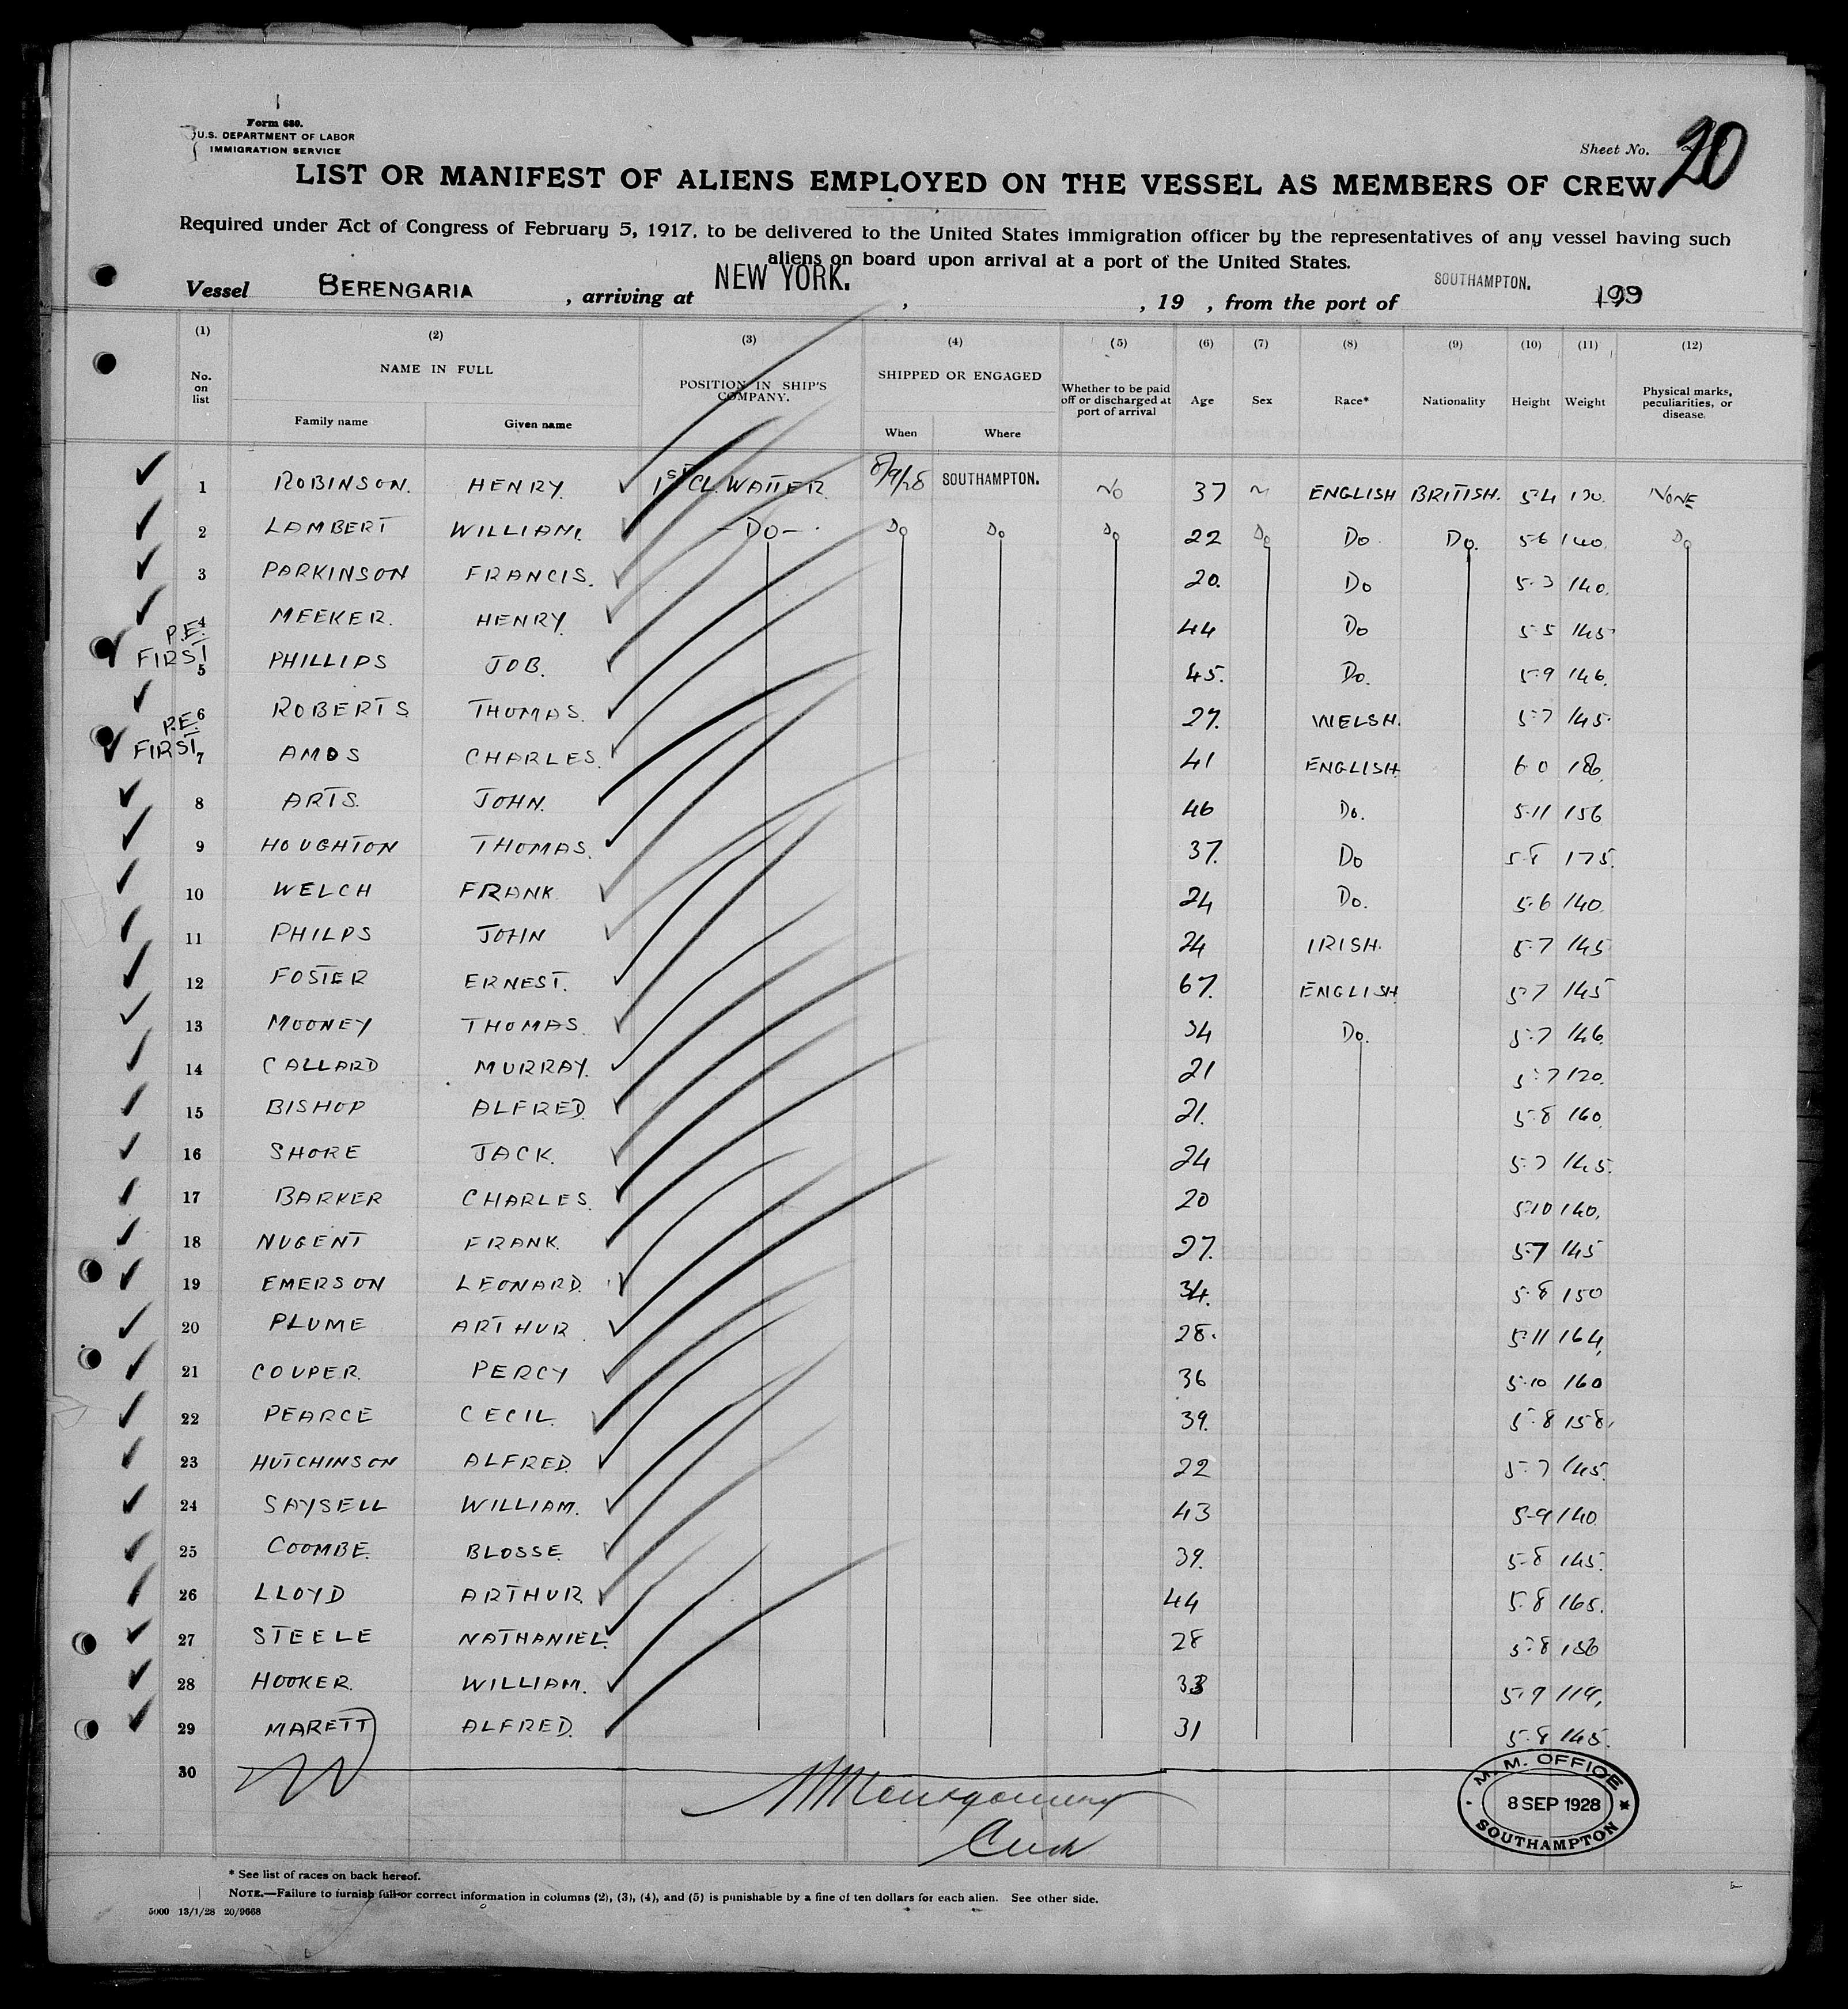 Form 680.
U.S. DEPARTMENT OF LABOR
IMMIGRATION SERVICE
Sheet No. 20
LIST OR MANIFEST OF ALIENS EMPLOYED ON THE VESSEL AS MEMBERS OF CREW
Required under Act of Congress of February 5, 1917, to be delivered to the United States immigration officer by the representatives of any vessel having such
aliens on board upon arrival at a port of the United States.
Vessel BERENGARIA , arriving at NEW YORK. , , 19 , from the port of SOUTHAMPTON.
(1) (2) (3) (4) (5) (6) (7) (8) (9) (10) (11) (12)
No. on list NAME IN FULL Family name Given name POSITION IN SHIP'S COMPANY. SHIPPED OR ENGAGED When Where Whether to be paid off or discharged at port of arrival Age Sex Race* Nationality Height Weight Physical marks, peculiarities, or disease.
1 ROBINSON. HENRY. 1ST CL. WAITER 8/9/28 SOUTHAMPTON. No 37 ENGLISH BRITISH. 5-4 NONE
2 LAMBERT WILLIAM. -Do- Do Do Do 22 Do Do Do. 5-6 140. Do
3 PARKINSON FRANCIS. 20. Do 5-3 140.
4 MEEKER. HENRY. 44 Do 5-5 145
P.E. FIRST
5 PHILLIPS JOB. 45. Do. 5-9 146.
6 ROBERTS THOMAS. 27. WELSH. 5-7 145.
P.E. FIRST
7 AMOS CHARLES. 41 ENGLISH 6-0
8 ARTS. JOHN. 46 Do. 5-11 156
9 HOUGHTON THOMAS. 37. Do 5-8 175.
10 WELCH FRANK 24 Do. 5-6 140.
11 PHILPS JOHN 24 IRISH. 5-7 145
12 FOSTER ERNEST. 67. ENGLISH 5-7 145
13 MOONEY THOMAS. 34 Do. 5-7 146.
14 CALLARD MURRAY. 21 5-7 120.
15 BISHOP ALFRED. 21. 5-8 160.
16 SHORE JACK. 24 5-7 145.
17 BARKER CHARLES. 20 5-10 140.
18 NUGENT FRANK. 27. 5-7 145
19 EMERSON LEONARD. 34. 5-8 150
20 PLUME ARTHUR 28. 5-11 164,
21 COUPER. PERCY 36 5-10 160
22 PEARCE CECIL. 39. 5-8 158,
23 HUTCHINSON ALFRED. 22 5-7 145.
24 SAYSELL WILLIAM. 43 5-9 140
25 COOMBE. BLOSSE. 39. 5-8 145.
26 LLOYD ARTHUR. 44 5-8 165.
27 STEELE NATHANIEL. 28 5-8
28 HOOKER. WILLIAM. 33 5-9 119,
29 MARETT ALFRED. 31 5-8 145.
30
Montgomery
M. M. OFFICE
8 SEP 1928
SOUTHAMPTON
* See list of races on back hereof.
NOTE.—Failure to furnish full or correct information in columns (2), (3), (4), and (5) is punishable by a fine of ten dollars for each alien. See other side.
5000 13/1/28 20/9668